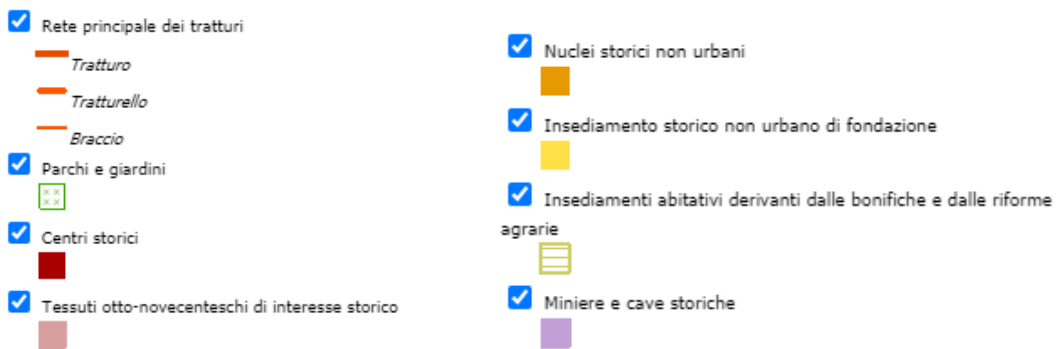 Rete principale dei tratturi
Tratturo
Tratturello
Braccio
Parchi e giardini
Centri storici
Tessuti otto-novecenteschi di interesse storico
Nuclei storici non urbani
Insediamento storico non urbano di fondazione
Insediamenti abitativi derivanti dalle bonifiche e dalle riforme
agrarie
Miniere e cave storiche